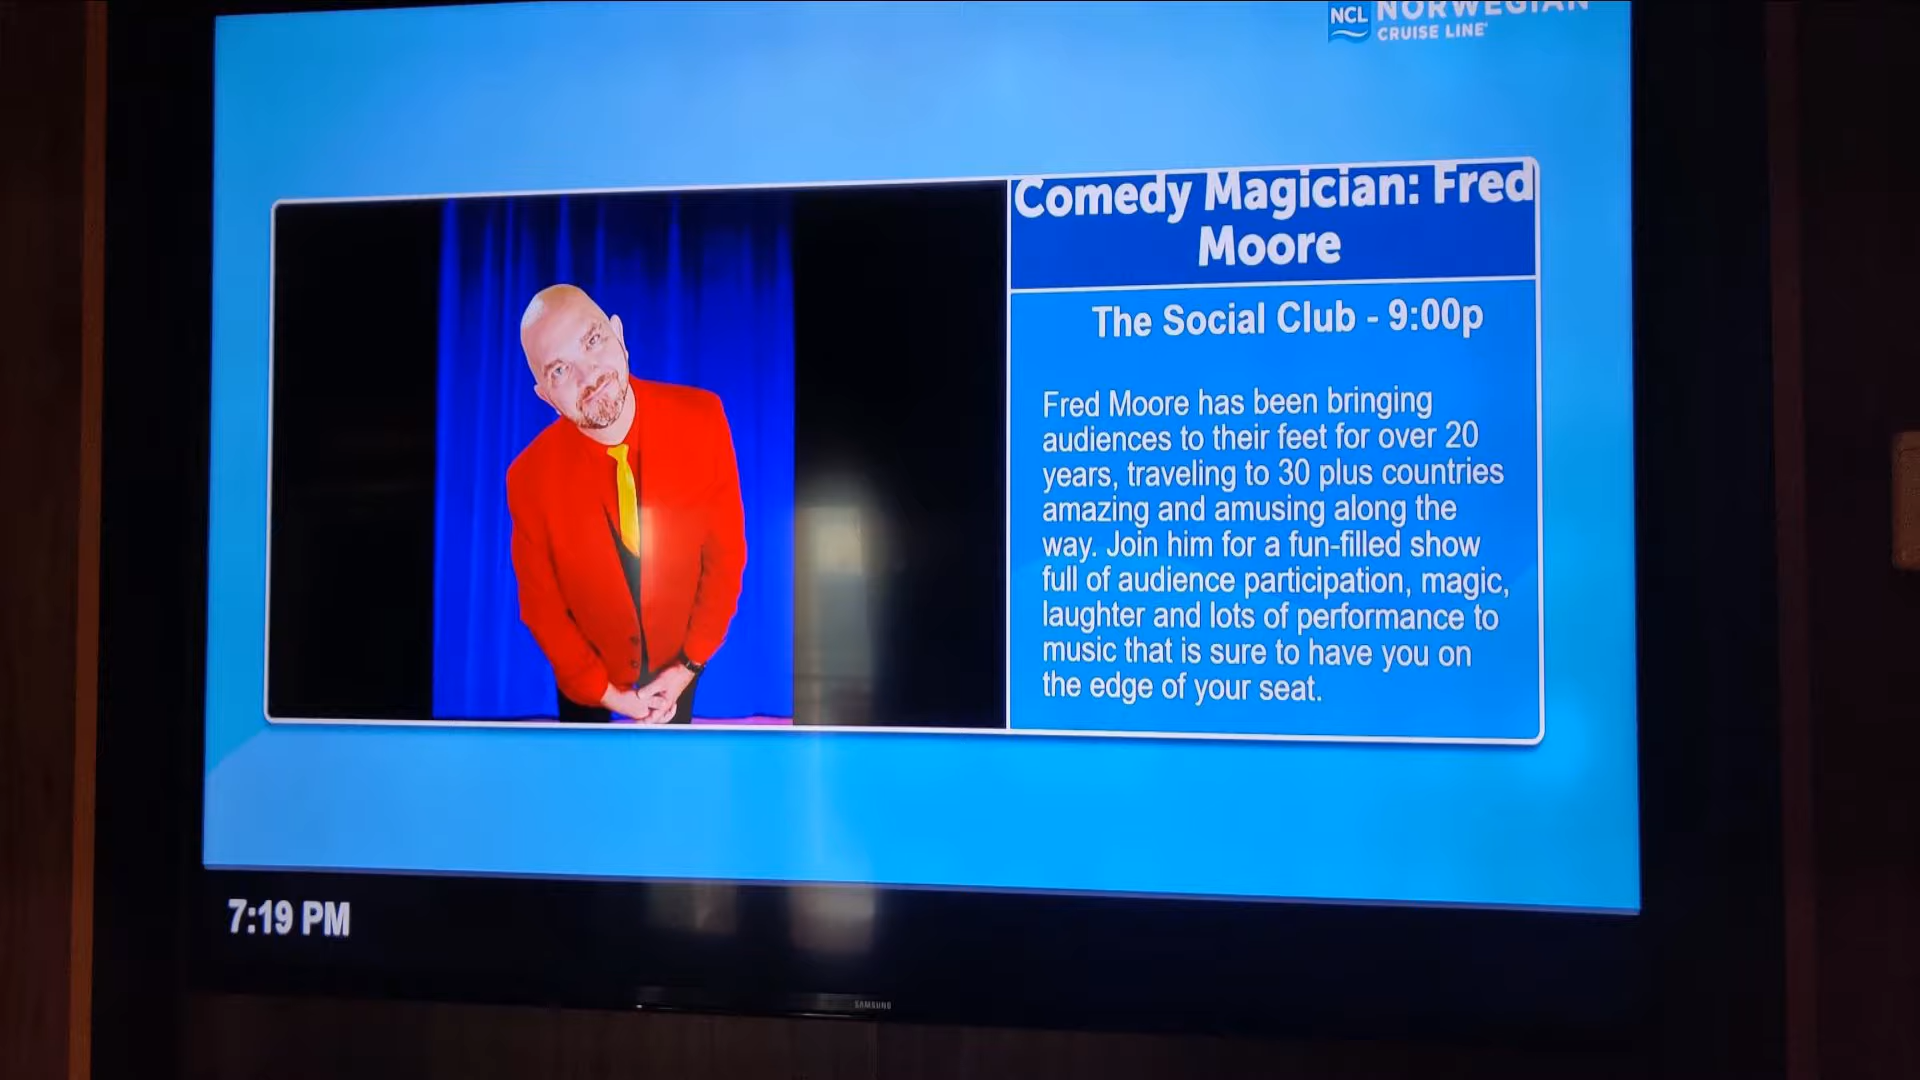 NCL NORWEGIAN
CRUISE LINE
Comedy Magician: Fred
Moore
The Social Club - 9:00p
Fred Moore has been bringing
audiences to their feet for over 20
years, traveling to 30 plus countries
amazing and amusing along the
way. Join him for a fun-filled show
full of audience participation, magic,
laughter and lots of performance to
music that is sure to have you on
the edge of your seat.
7:19 PM
SAMSUNG